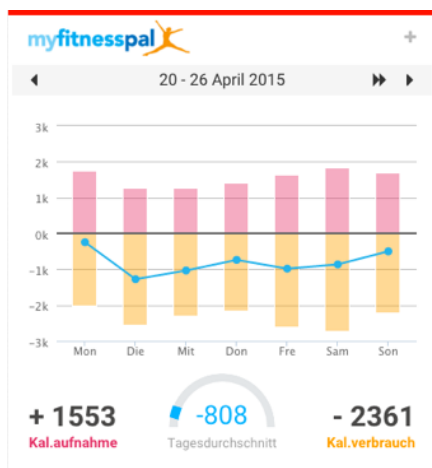 myfitnesspal
20 - 26 April 2015
3k
2k
1k
0k
-1k
-2k
-3k
Mon Die Mit Don Fre Sam Son
+ 1553 -808 - 2361
Kal.aufnahme Tagesdurchschnitt Kal.verbrauch